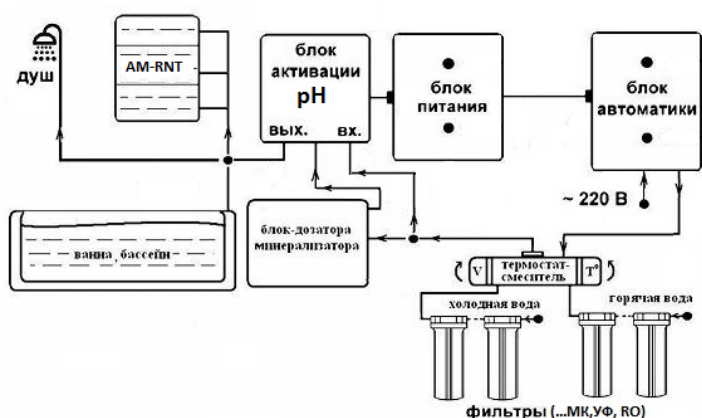 душ
AM-RNT
блок
активации
pH
вых. вх.
блок
питания
блок
автоматики
~ 220 В
блок-дозатора
минерализатора
ванна, бассейн
V
термостат-
смеситель
T°
холодная вода
горячая вода
фильтры (...МК,УФ, RO)